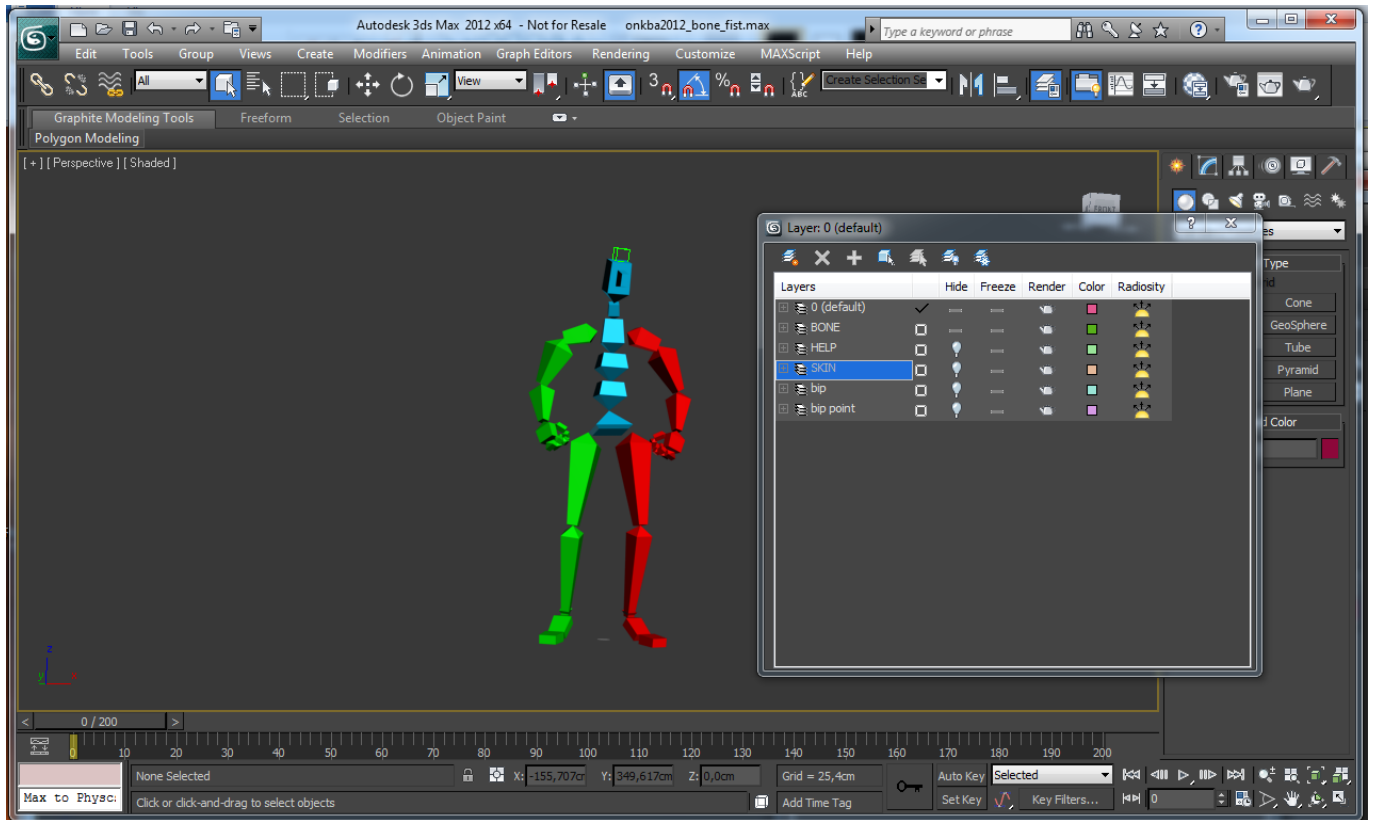 Autodesk 3ds Max 2012 x64 - Not for Resale onkba2012_bone_fist.max
Type a keyword or phrase
Edit Tools Group Views Create Modifiers Animation Graph Editors Rendering Customize MAXScript Help
All
View
3
%
ABC
Create Selection Se
Graphite Modeling Tools Freeform Selection Object Paint
Polygon Modeling
[ + ] [ Perspective ] [ Shaded ]
FRONT
Layer: 0 (default)
Layers Hide Freeze Render Color Radiosity
0 (default)
BONE
HELP
SKIN
bip
bip point
es
Type
id
Cone
GeoSphere
Tube
Pyramid
Plane
d Color
z
y x
< 0 / 200 >
0 10 20 30 40 50 60 70 80 90 100 110 120 130 140 150 160 170 180 190 200
None Selected X: -155,707cm Y: 349,617cm Z: 0,0cm Grid = 25,4cm Auto Key Selected
Max to Physc: Click or click-and-drag to select objects Add Time Tag Set Key Key Filters... 0